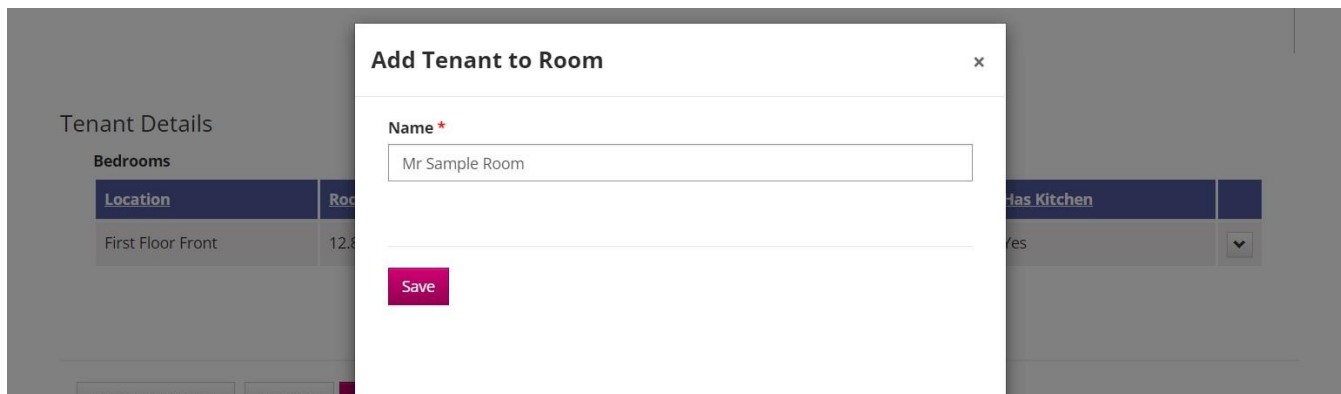 Add Tenant to Room ×
Tenant Details
Name *
Mr Sample Room
Bedrooms
Location Has Kitchen
First Floor Front Yes
Save